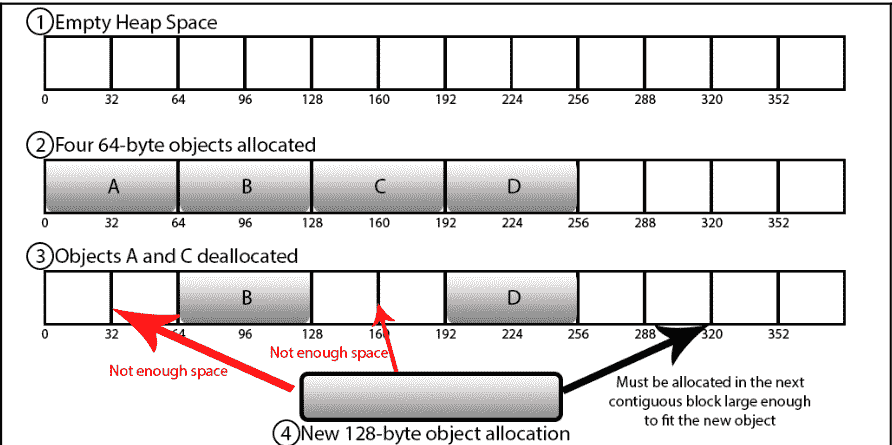 1 Empty Heap Space
0 32 64 96 128 160 192 224 256 288 320 352
2 Four 64-byte objects allocated
A B C D
0 32 64 96 128 160 192 224 256 288 320 352
3 Objects A and C deallocated
B D
0 32 64 96 128 160 192 224 256 288 320 352
Not enough space
Not enough space
Must be allocated in the next
contiguous block large enough
to fit the new object
4 New 128-byte object allocation